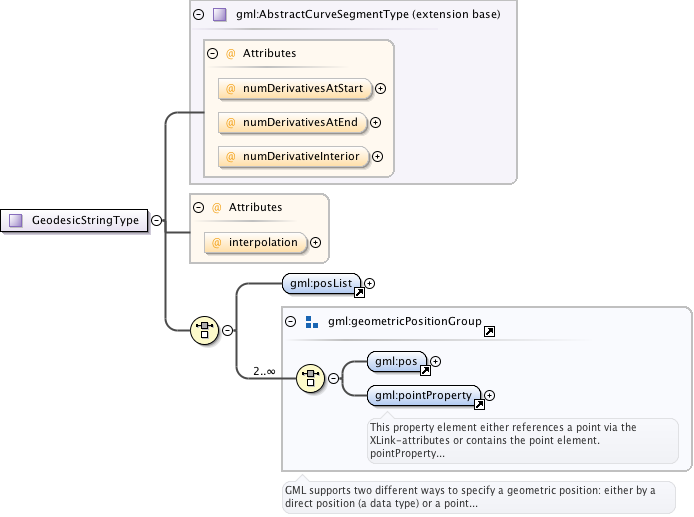 gml:AbstractCurveSegmentType (extension base)
@ Attributes
@ numDerivativesAtStart
@ numDerivativesAtEnd
@ numDerivativeInterior
GeodesicStringType
@ Attributes
@ interpolation
gml:posList
gml:geometricPositionGroup
2..∞
gml:pos
gml:pointProperty
This property element either references a point via the
XLink-attributes or contains the point element.
pointProperty...
GML supports two different ways to specify a geometric position: either by a
direct position (a data type) or a point...